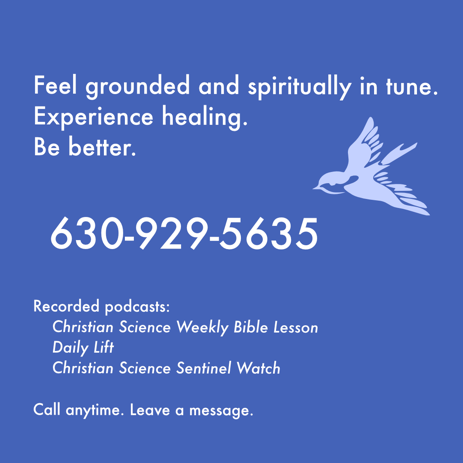 Feel grounded and spiritually in tune.
Experience healing.
Be better.
630-929-5635
Recorded podcasts:
Christian Science Weekly Bible Lesson
Daily Lift
Christian Science Sentinel Watch
Call anytime. Leave a message.